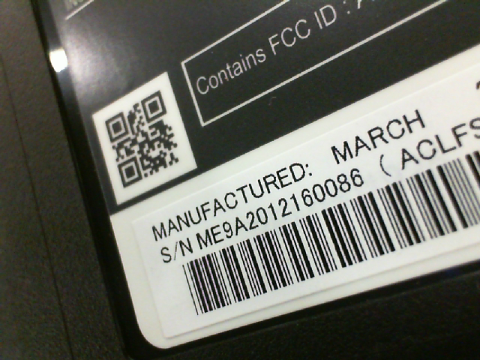 Contains FCC ID : A
MANUFACTURED: MARCH
S/N ME9A2012160086 ( ACLFS